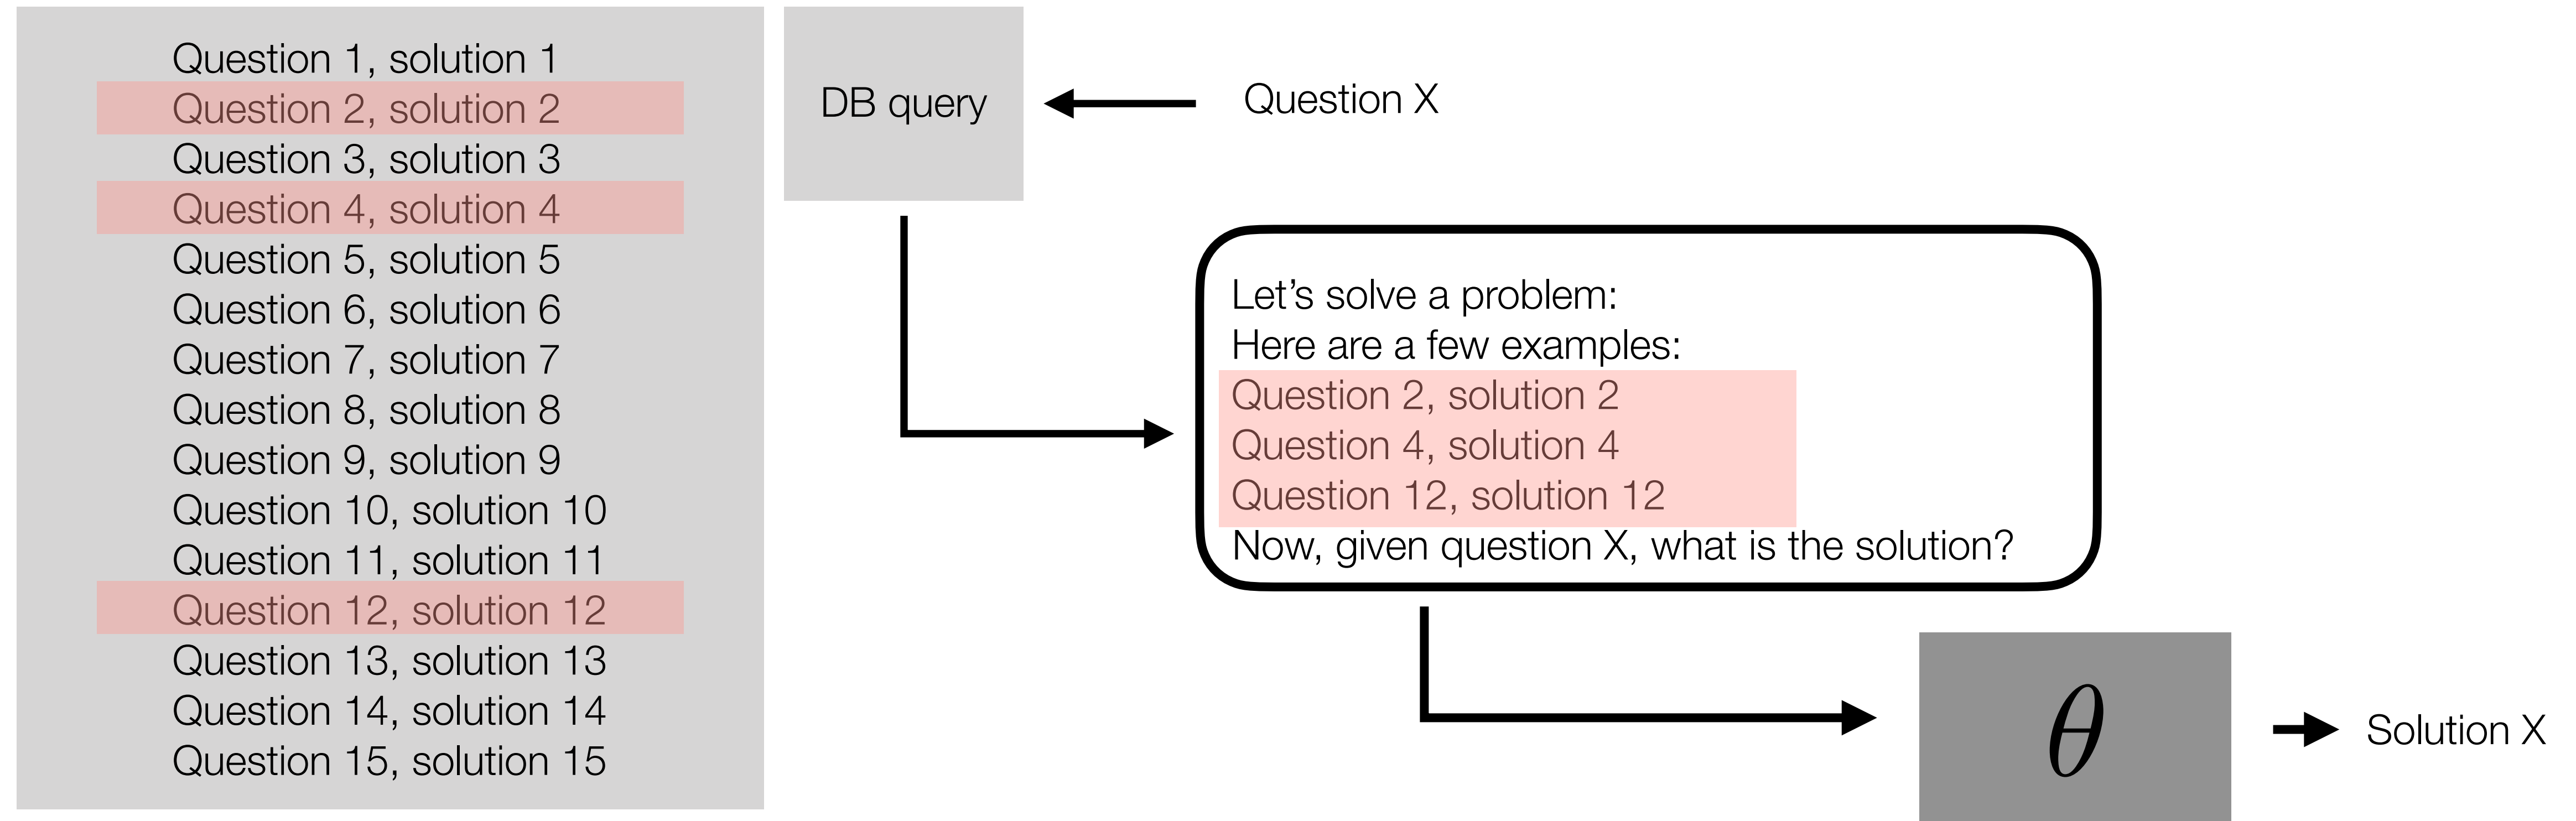 Question 1, solution 1
Question 2, solution 2
Question 3, solution 3
Question 4, solution 4
Question 5, solution 5
Question 6, solution 6
Question 7, solution 7
Question 8, solution 8
Question 9, solution 9
Question 10, solution 10
Question 11, solution 11
Question 12, solution 12
Question 13, solution 13
Question 14, solution 14
Question 15, solution 15
DB query
Question X
Let’s solve a problem:
Here are a few examples:
Question 2, solution 2
Question 4, solution 4
Question 12, solution 12
Now, given question X, what is the solution?
θ
Solution X